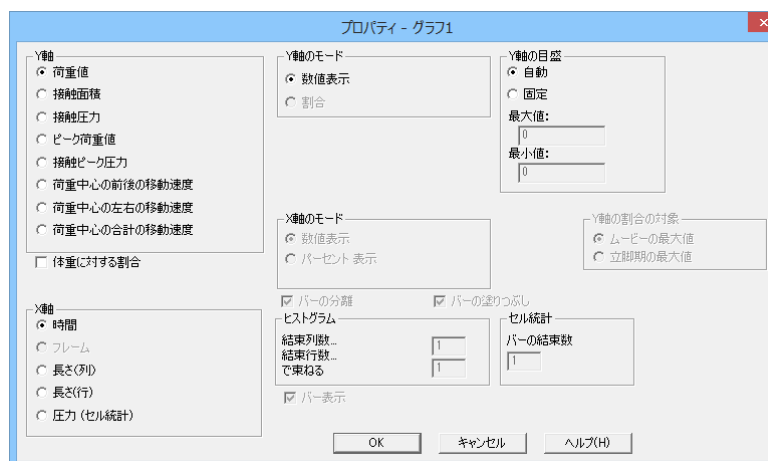 プロパティ - グラフ1
Y軸
荷重値
接触面積
接触圧力
ピーク荷重値
接触ピーク圧力
荷重中心の前後の移動速度
荷重中心の左右の移動速度
荷重中心の合計の移動速度
体重に対する割合
Y軸のモード
数値表示
割合
Y軸の目盛
自動
固定
最大値:
0
最小値:
0
X軸のモード
数値表示
パーセント 表示
Y軸の割合の対象
ムービーの最大値
立脚期の最大値
バーの分離
バーの塗りつぶし
X軸
時間
フレーム
長さ(列)
長さ(行)
圧力 (セル統計)
ヒストグラム
結束列数...
1
結束行数...
で束ねる
1
セル統計
バーの結束数
1
バー表示
OK
キャンセル
ヘルプ(H)